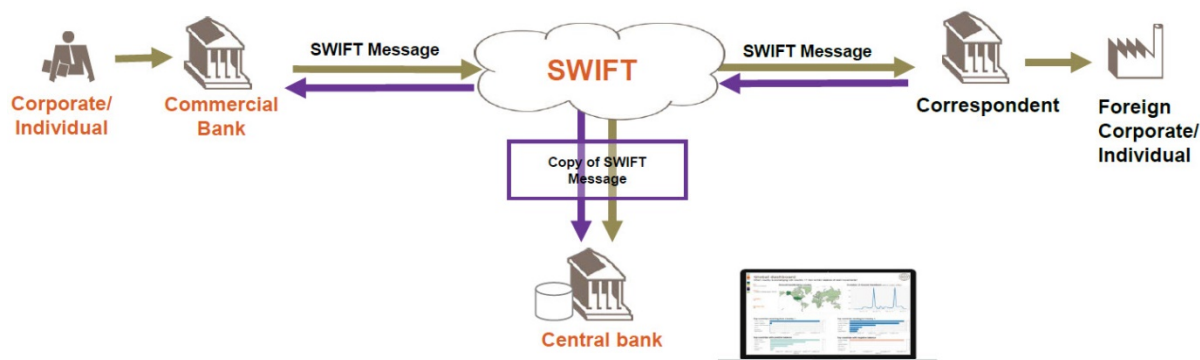 SWIFT Message
SWIFT
SWIFT Message
Corporate/
Individual
Commercial
Bank
Correspondent
Foreign
Corporate/
Individual
Copy of SWIFT
Message
Central bank